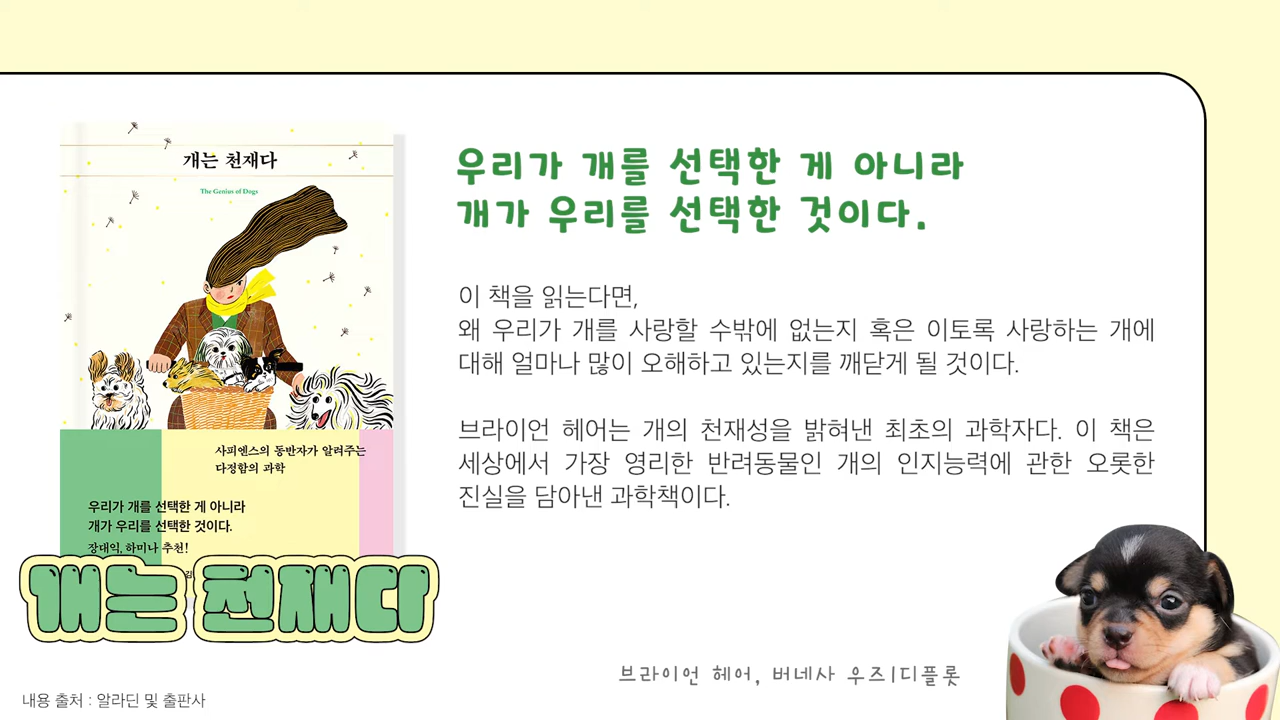 개는 천재다
The Genius of Dogs
사피엔스의 동반자가 알려주는
다정함의 과학
우리가 개를 선택한 게 아니라
개가 우리를 선택한 것이다.
장대익, 하미나 추천!
개는 천재다
우리가 개를 선택한 게 아니라
개가 우리를 선택한 것이다.
이 책을 읽는다면,
왜 우리가 개를 사랑할 수밖에 없는지 혹은 이토록 사랑하는 개에
대해 얼마나 많이 오해하고 있는지를 깨닫게 될 것이다.
브라이언 헤어는 개의 천재성을 밝혀낸 최초의 과학자다. 이 책은
세상에서 가장 영리한 반려동물인 개의 인지능력에 관한 오롯한
진실을 담아낸 과학책이다.
브라이언 헤어, 버네사 우즈|디플롯
내용 출처 : 알라딘 및 출판사